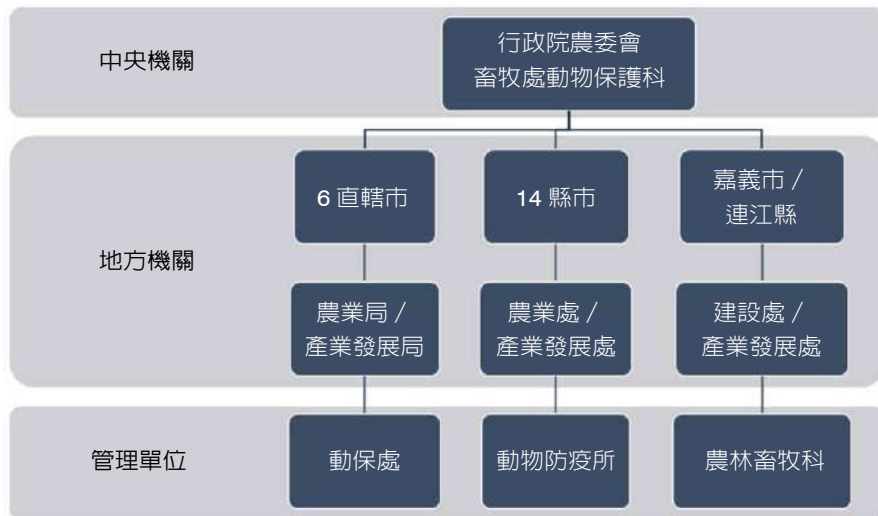 中央機關
行政院農委會
畜牧處動物保護科
地方機關
6 直轄市
14 縣市
嘉義市 /
連江縣
農業局 /
產業發展局
農業處 /
產業發展處
建設處 /
產業發展處
管理單位
動保處
動物防疫所
農林畜牧科